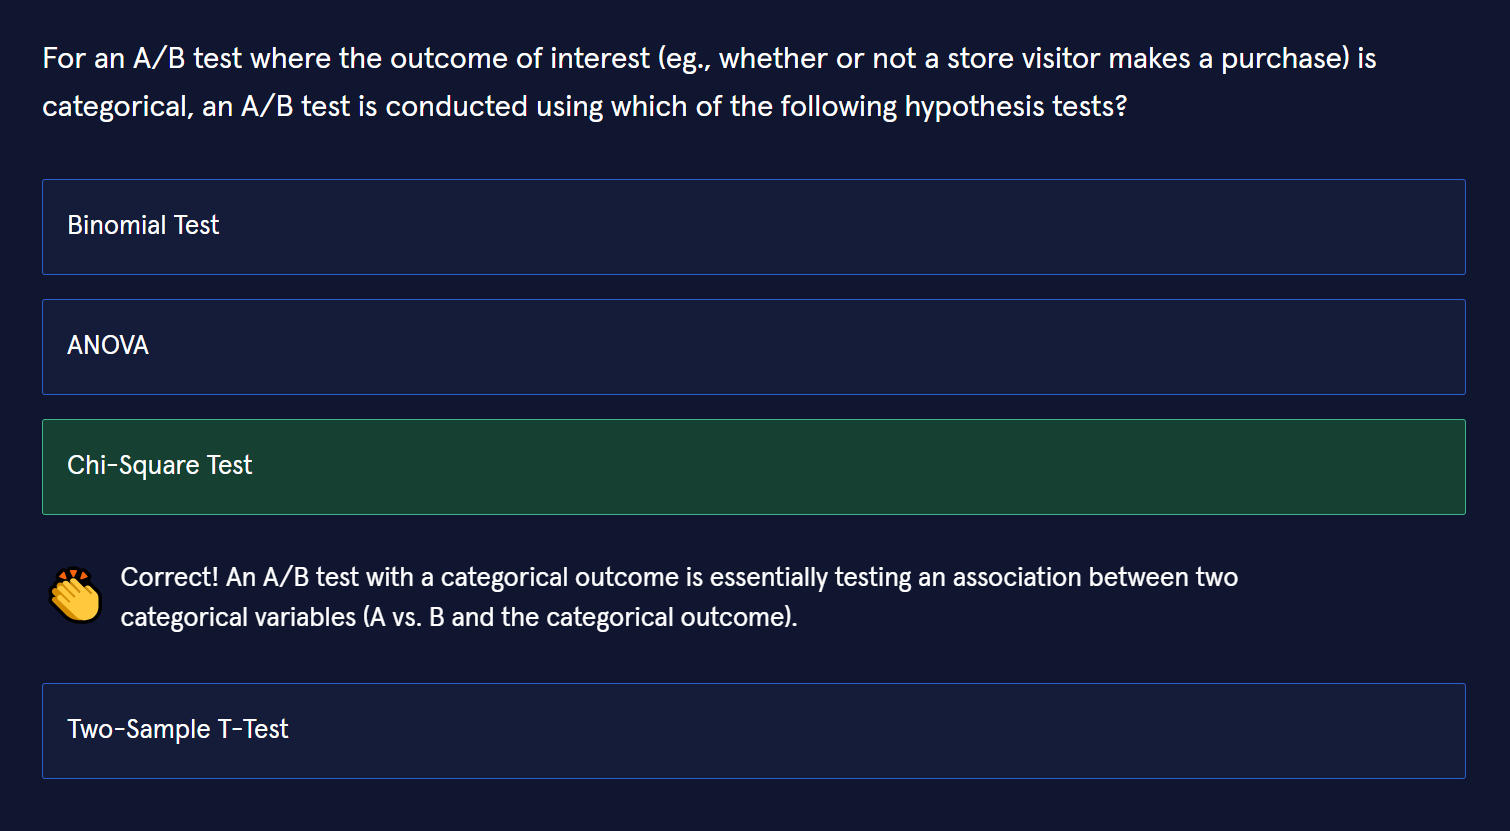 For an A/B test where the outcome of interest (eg., whether or not a store visitor makes a purchase) is
categorical, an A/B test is conducted using which of the following hypothesis tests?
Binomial Test
ANOVA
Chi-Square Test
Correct! An A/B test with a categorical outcome is essentially testing an association between two
categorical variables (A vs. B and the categorical outcome).
Two-Sample T-Test